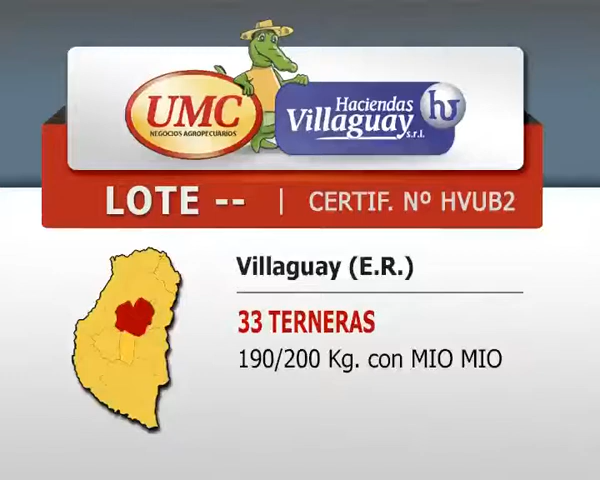 UMC
NEGOCIOS AGROPECUARIOS
Haciendas
Villaguay
s.r.l.
hv
LOTE -- | CERTIF. Nº HVUB2
Villaguay (E.R.)
33 TERNERAS
190/200 Kg. con MIO MIO